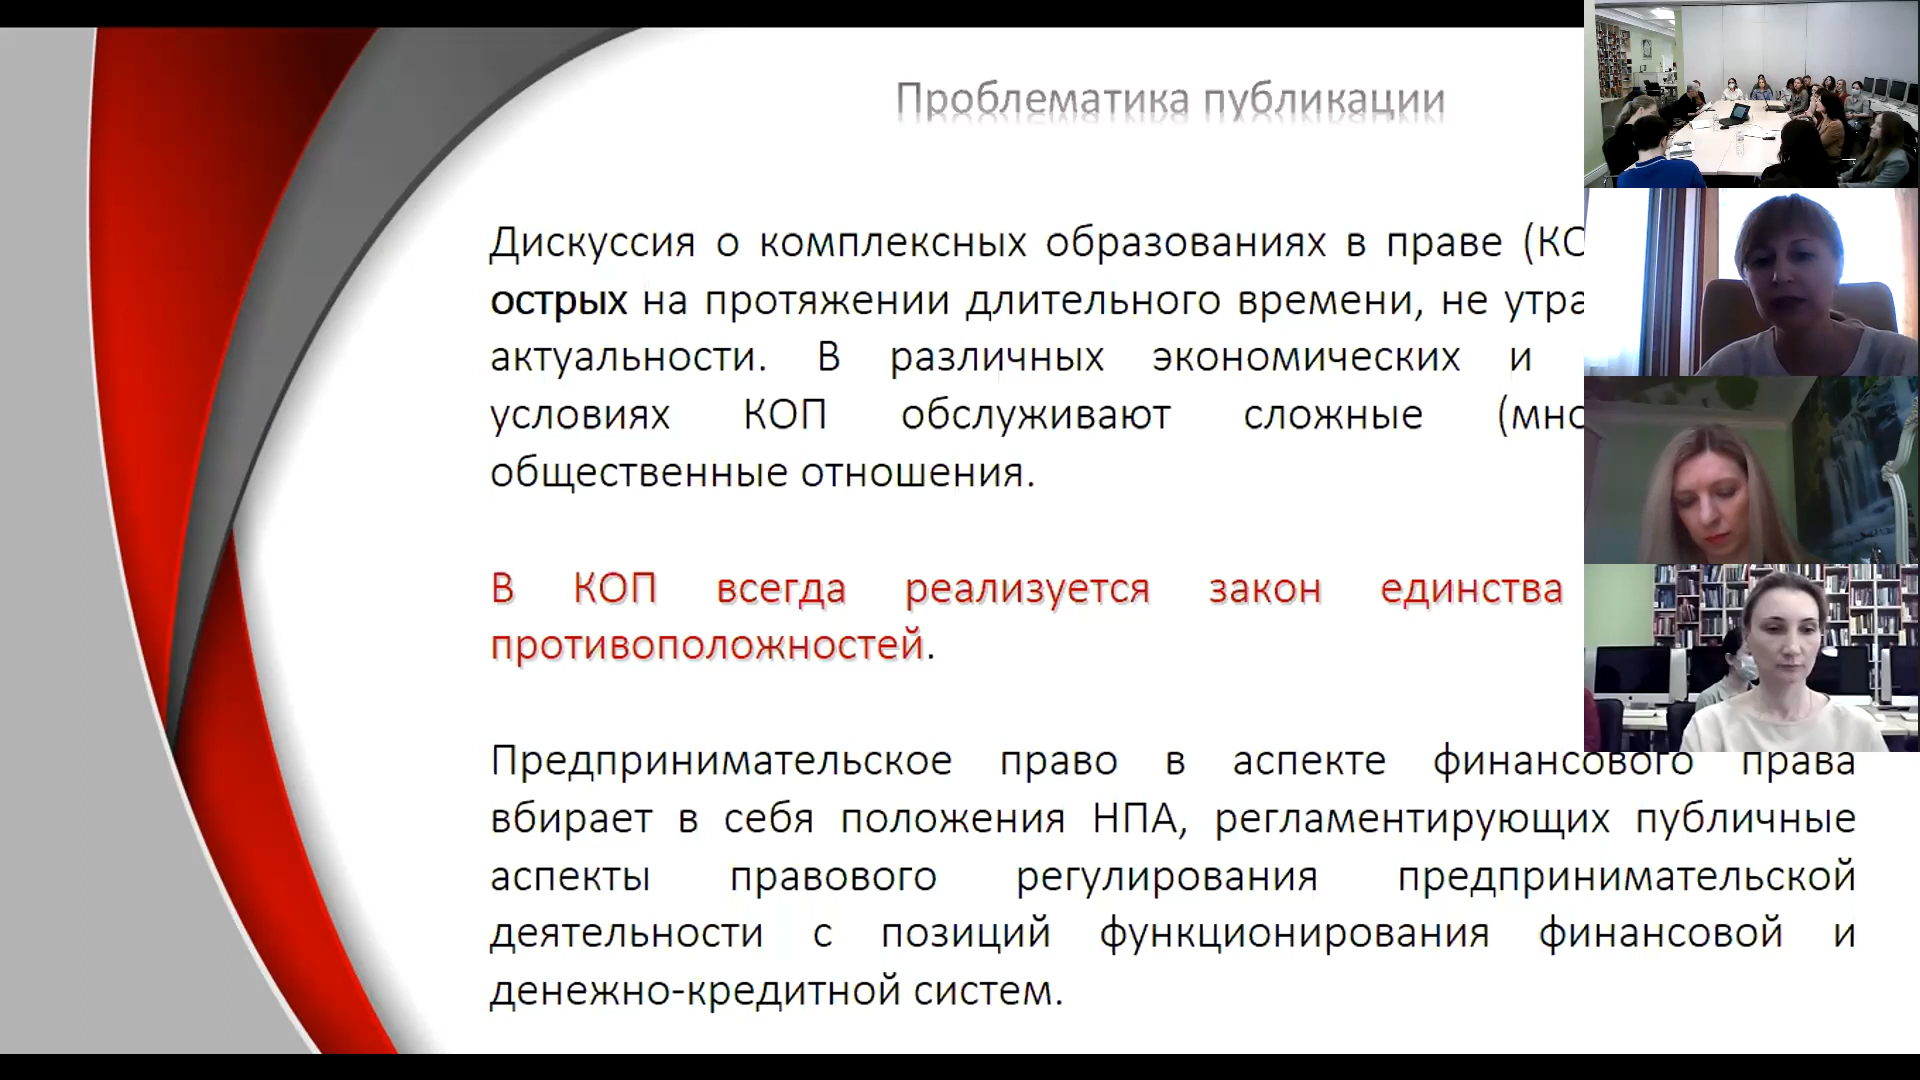 Проблематика публикации
Дискуссия о комплексных образованиях в праве (КО
острых на протяжении длительного времени, не утра
актуальности. В различных экономических и
условиях КОП обслуживают сложные (мно
общественные отношения.
В КОП всегда реализуется закон единства
противоположностей.
Предпринимательское право в аспекте финансового права
вбирает в себя положения НПА, регламентирующих публичные
аспекты правового регулирования предпринимательской
деятельности с позиций функционирования финансовой и
денежно-кредитной систем.